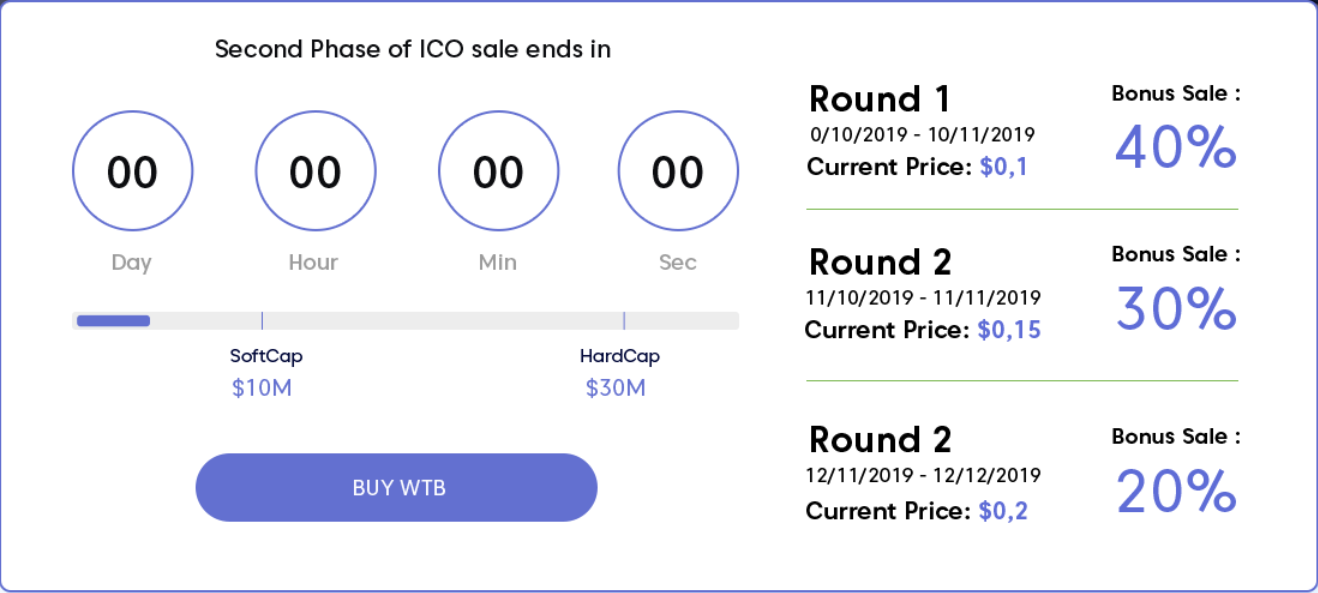 Second Phase of ICO sale ends in
00 00 00 00
Day Hour Min Sec
SoftCap HardCap
$10M $30M
BUY WTB
Round 1
0/10/2019 - 10/11/2019
Current Price: $0,1
Bonus Sale :
40%
Round 2
11/10/2019 - 11/11/2019
Current Price: $0,15
Bonus Sale :
30%
Round 2
12/11/2019 - 12/12/2019
Current Price: $0,2
Bonus Sale :
20%